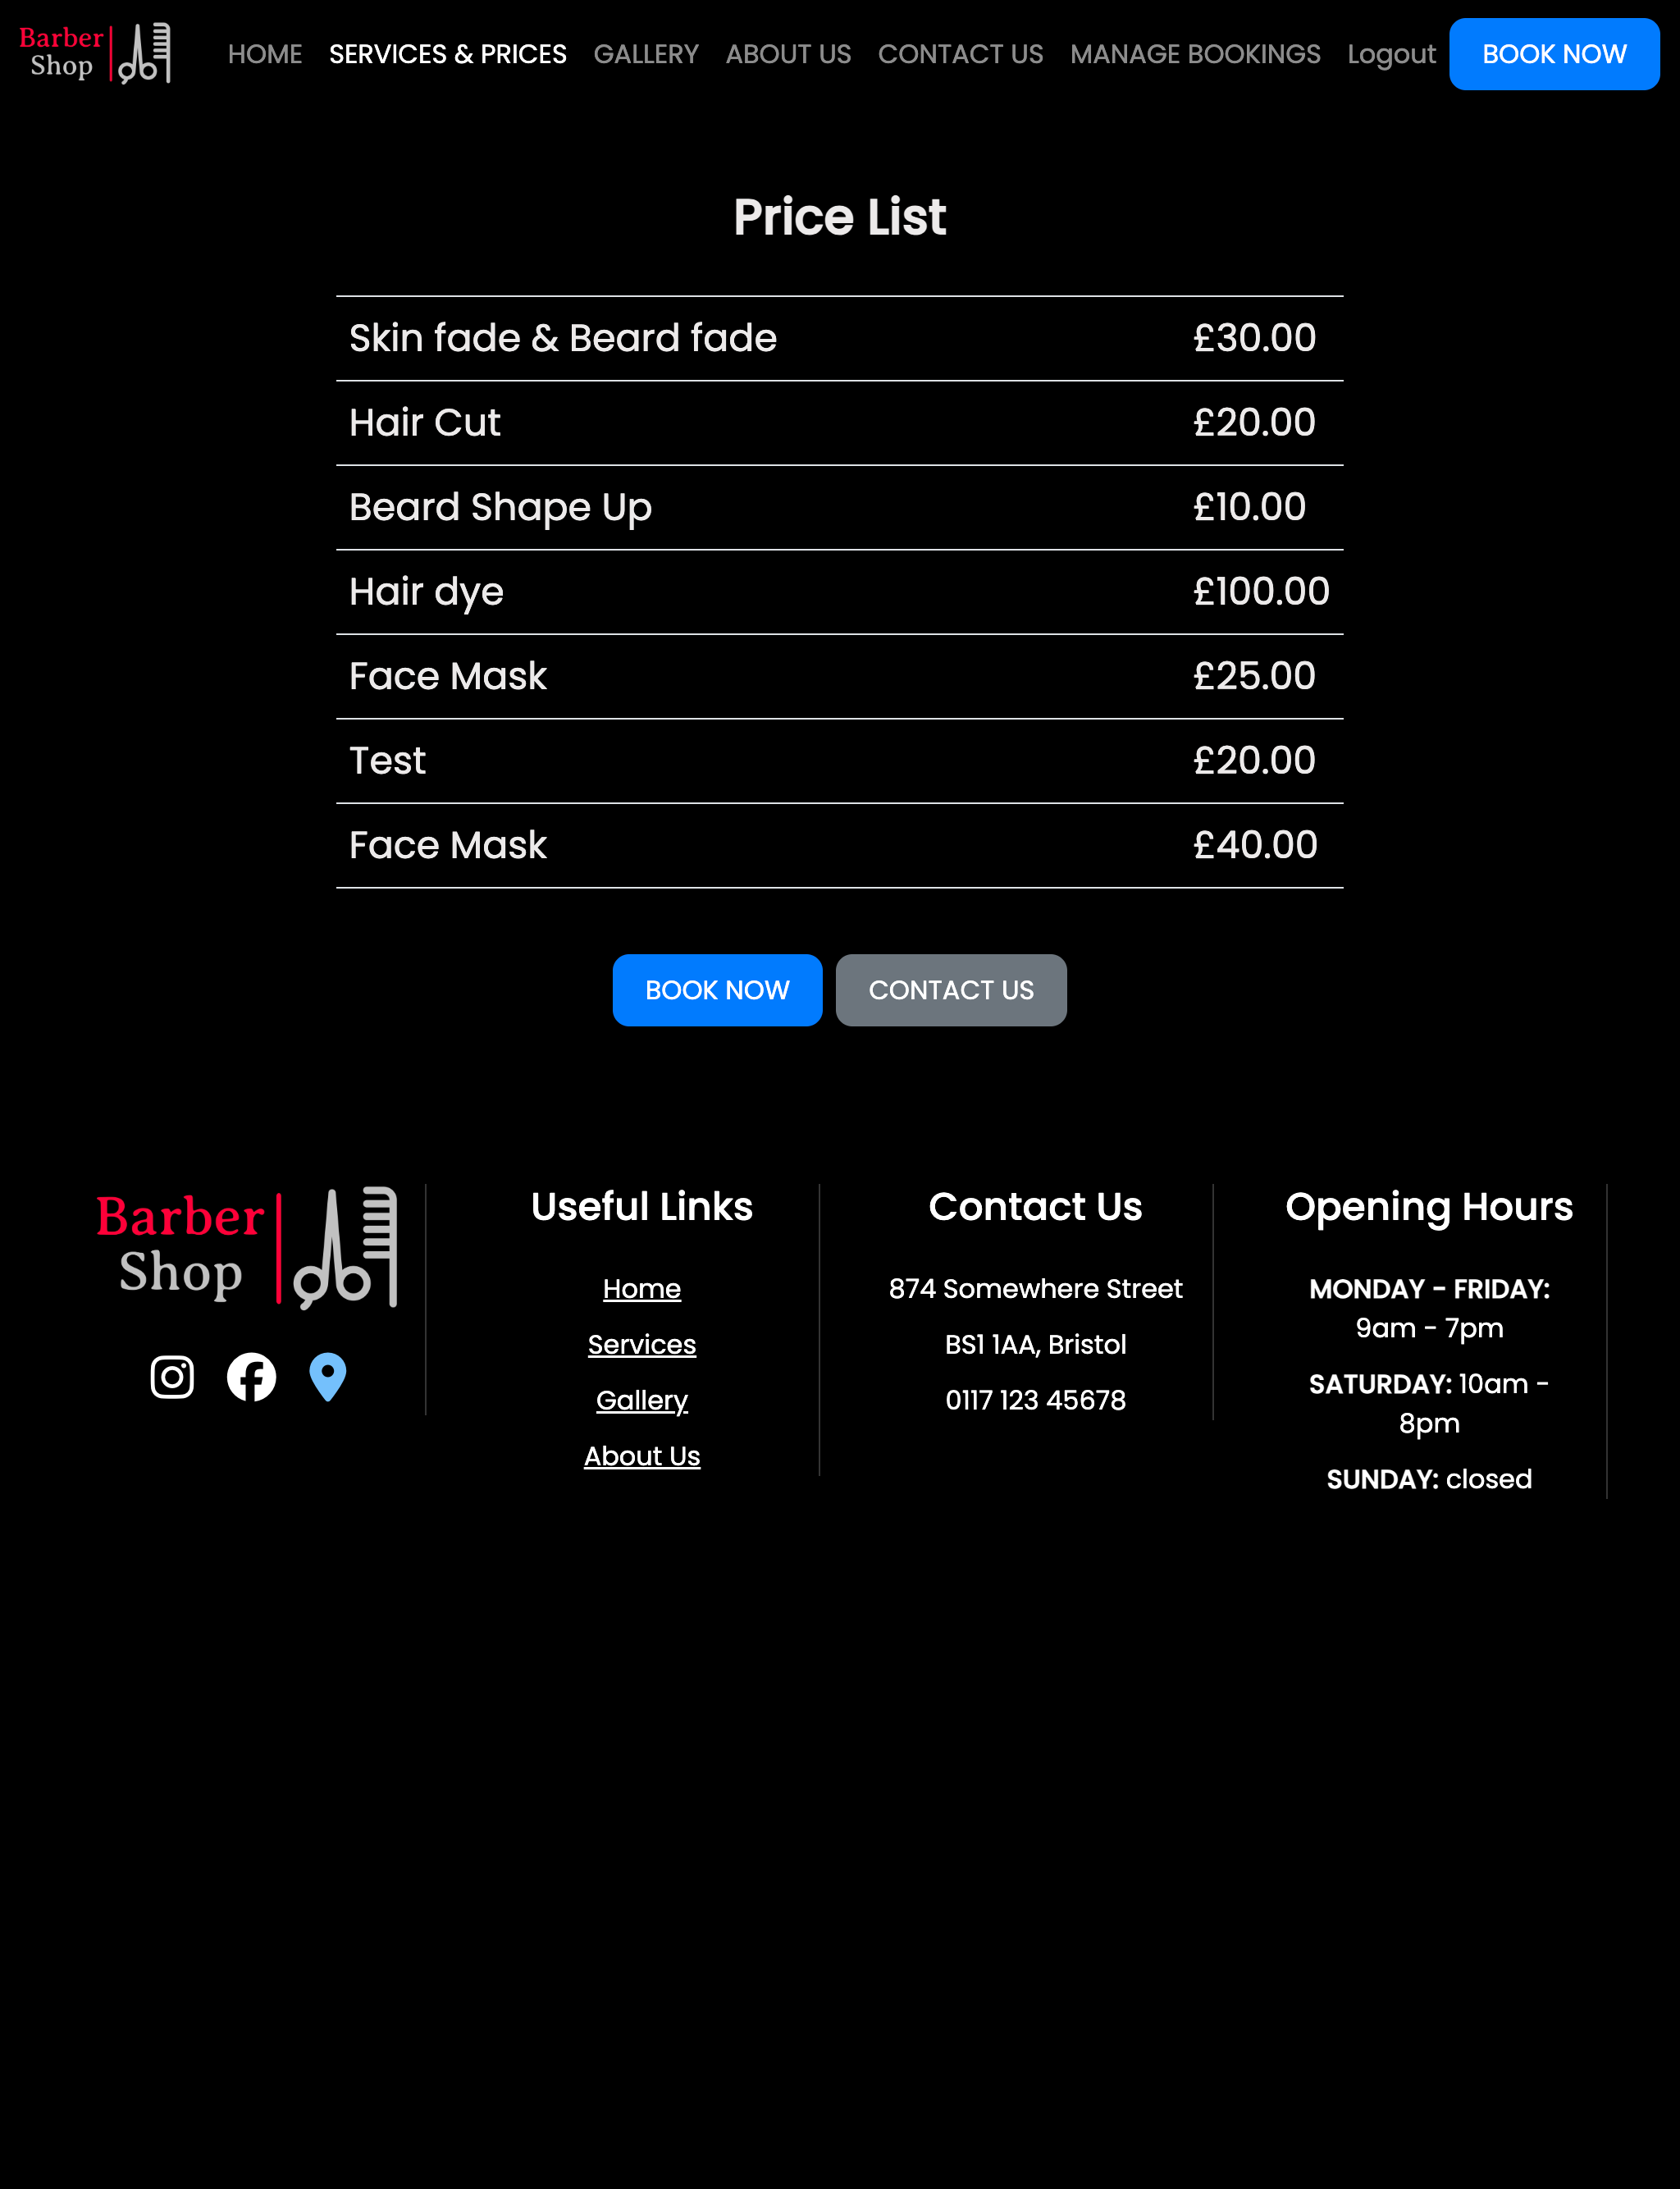 Barber
Shop
HOME SERVICES & PRICES GALLERY ABOUT US CONTACT US MANAGE BOOKINGS Logout BOOK NOW
Price List
Skin fade & Beard fade £30.00
Hair Cut £20.00
Beard Shape Up £10.00
Hair dye £100.00
Face Mask £25.00
Test £20.00
Face Mask £40.00
BOOK NOW CONTACT US
Barber
Shop
Useful Links
Home
Services
Gallery
About Us
Contact Us
874 Somewhere Street
BS1 1AA, Bristol
0117 123 45678
Opening Hours
MONDAY - FRIDAY:
9am - 7pm
SATURDAY: 10am -
8pm
SUNDAY: closed